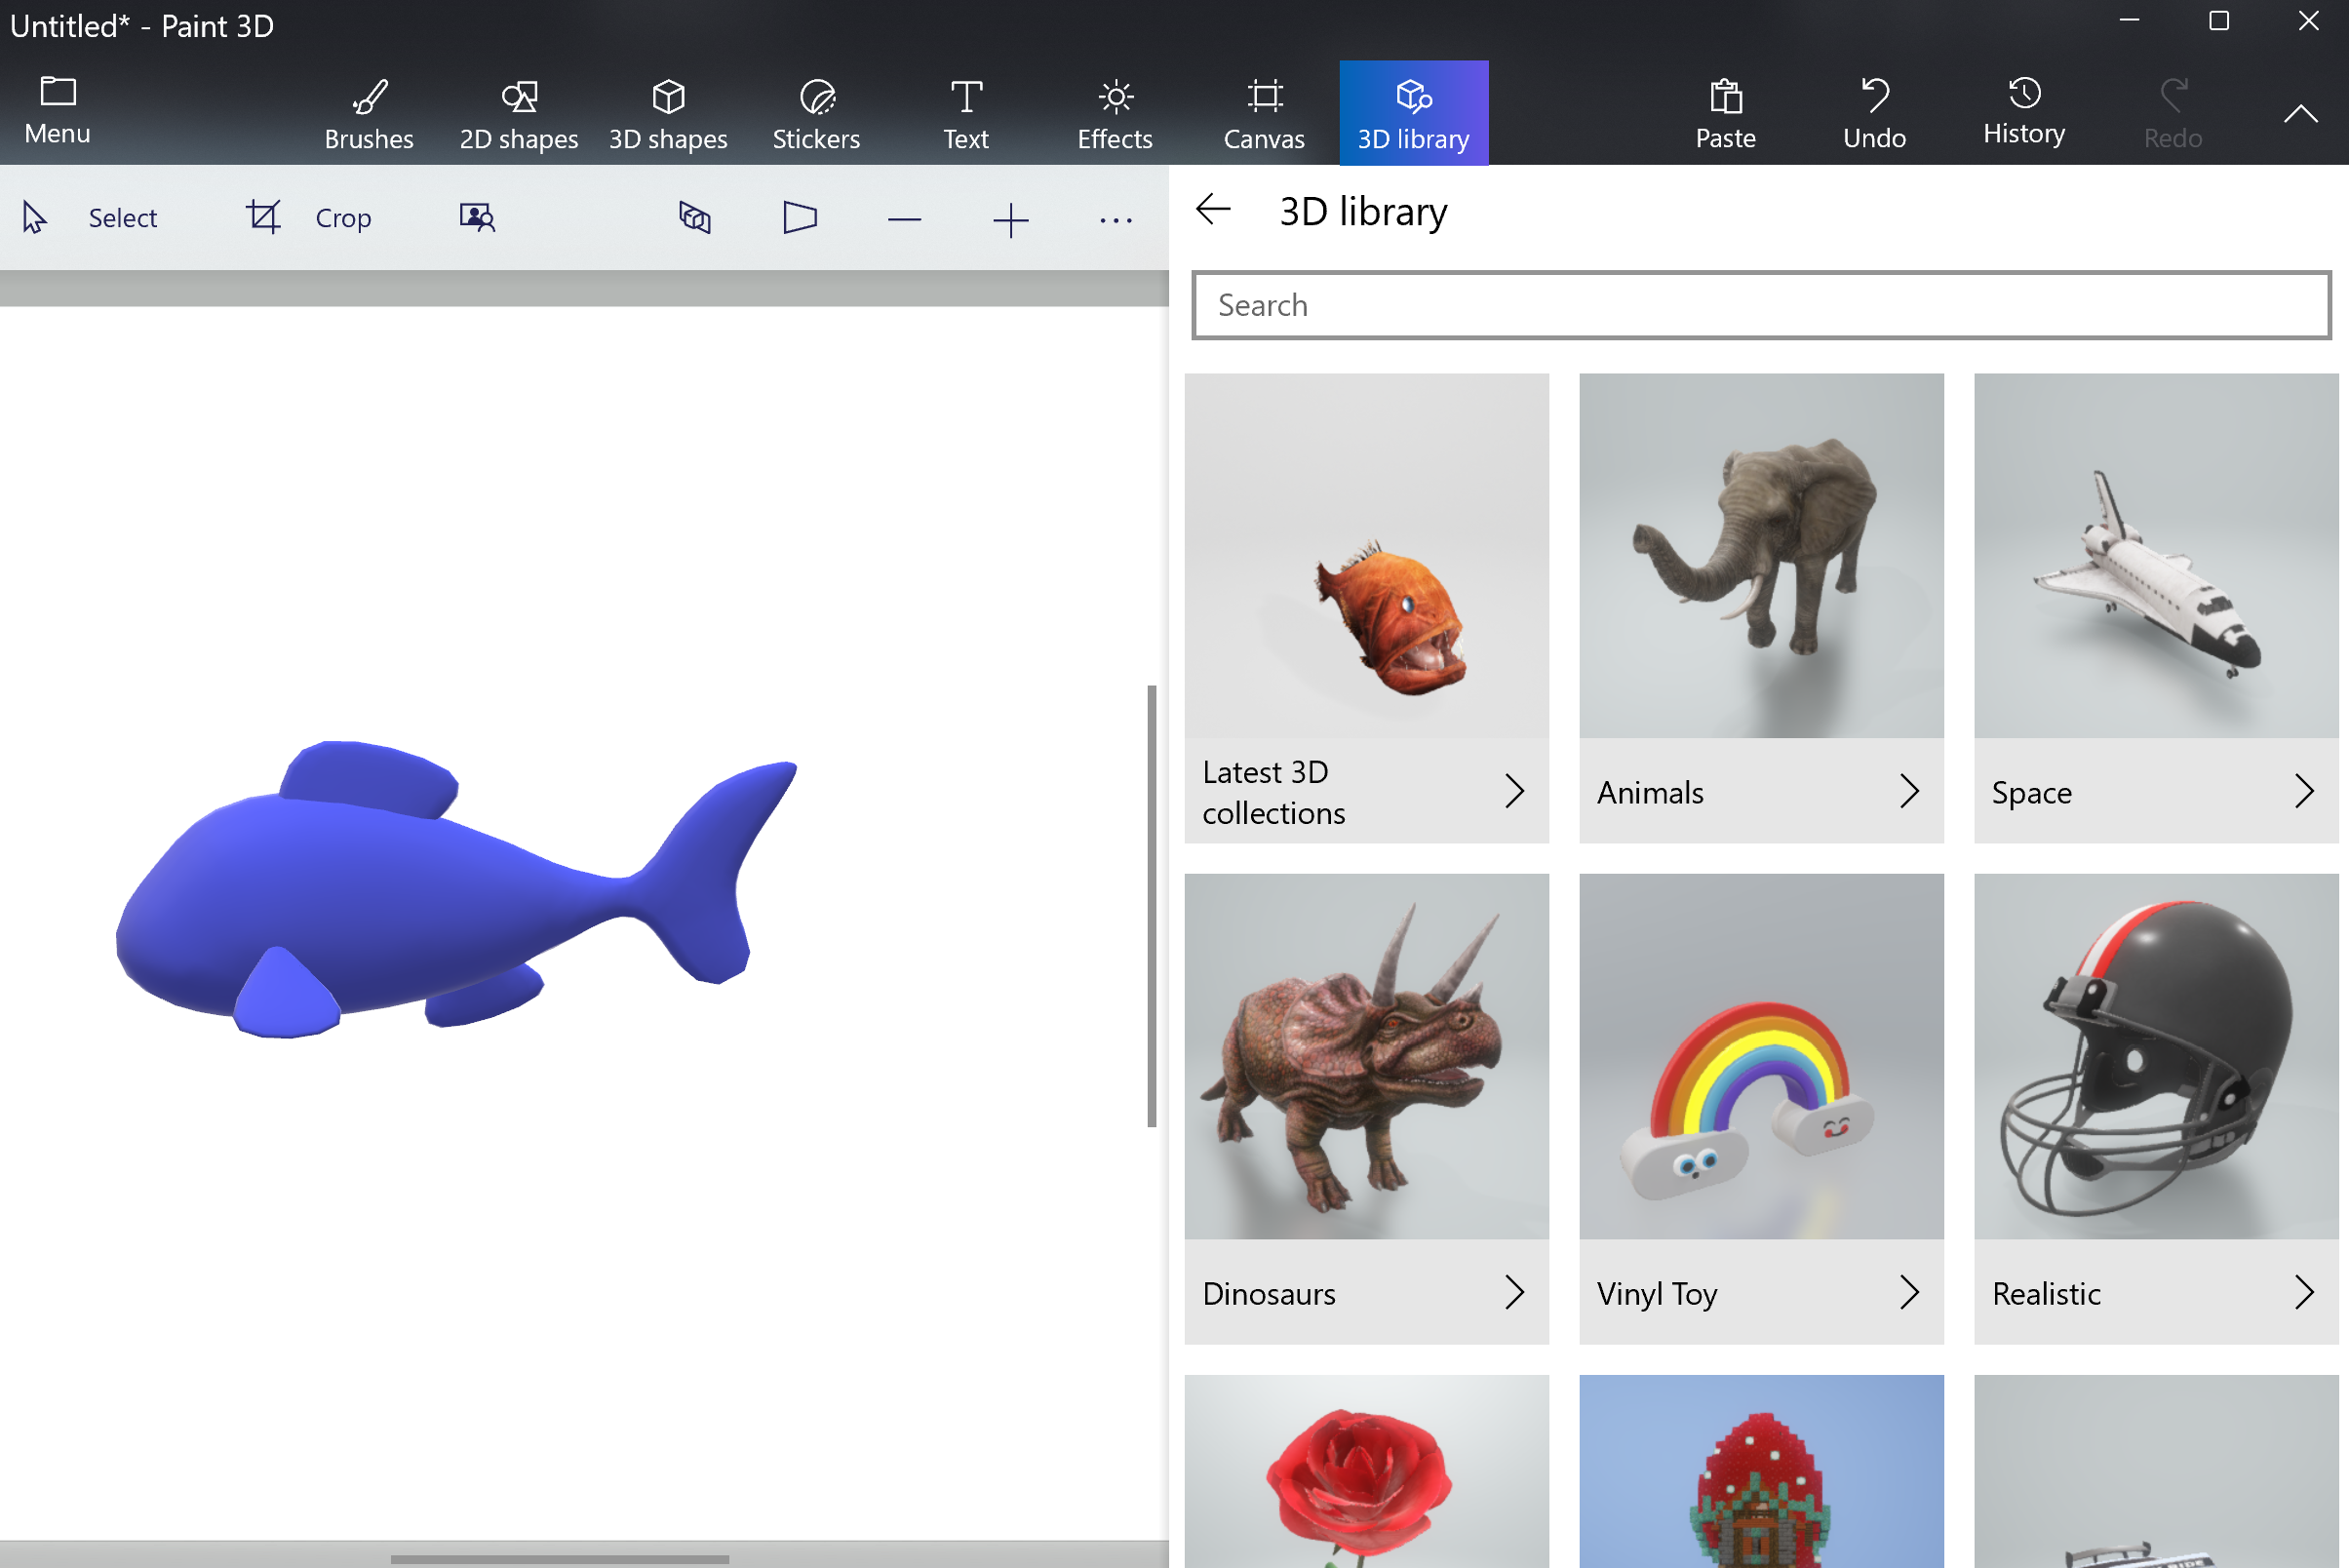 Untitled* - Paint 3D
Menu
Brushes
2D shapes
3D shapes
Stickers
Text
Effects
Canvas
3D library
Paste
Undo
History
Redo
Select
Crop
3D library
Search
Latest 3D
collections
Animals
Space
Dinosaurs
Vinyl Toy
Realistic